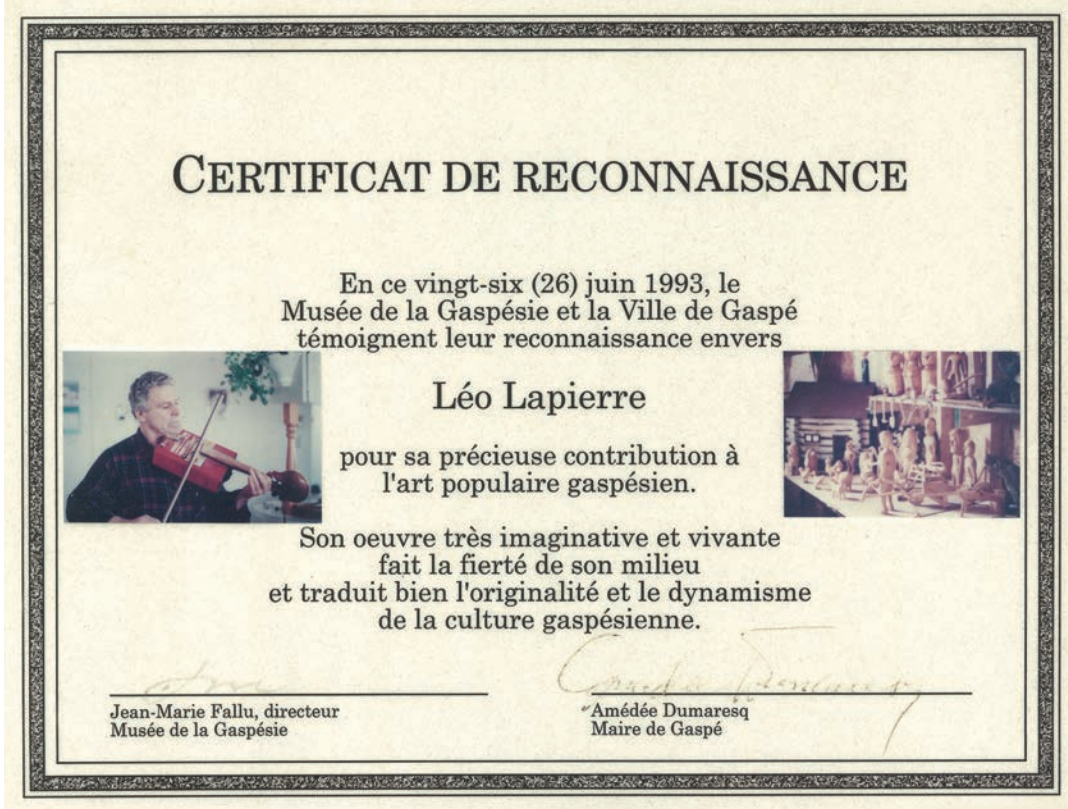 CERTIFICAT DE RECONNAISSANCE
En ce vingt-six (26) juin 1993, le
Musée de la Gaspésie et la Ville de Gaspé
témoignent leur reconnaissance envers
Léo Lapierre
pour sa précieuse contribution à
l'art populaire gaspésien.
Son oeuvre très imaginative et vivante
fait la fierté de son milieu
et traduit bien l'originalité et le dynamisme
de la culture gaspésienne.
Jean-Marie Fallu, directeur
Musée de la Gaspésie
Amédée Dumaresq
Maire de Gaspé